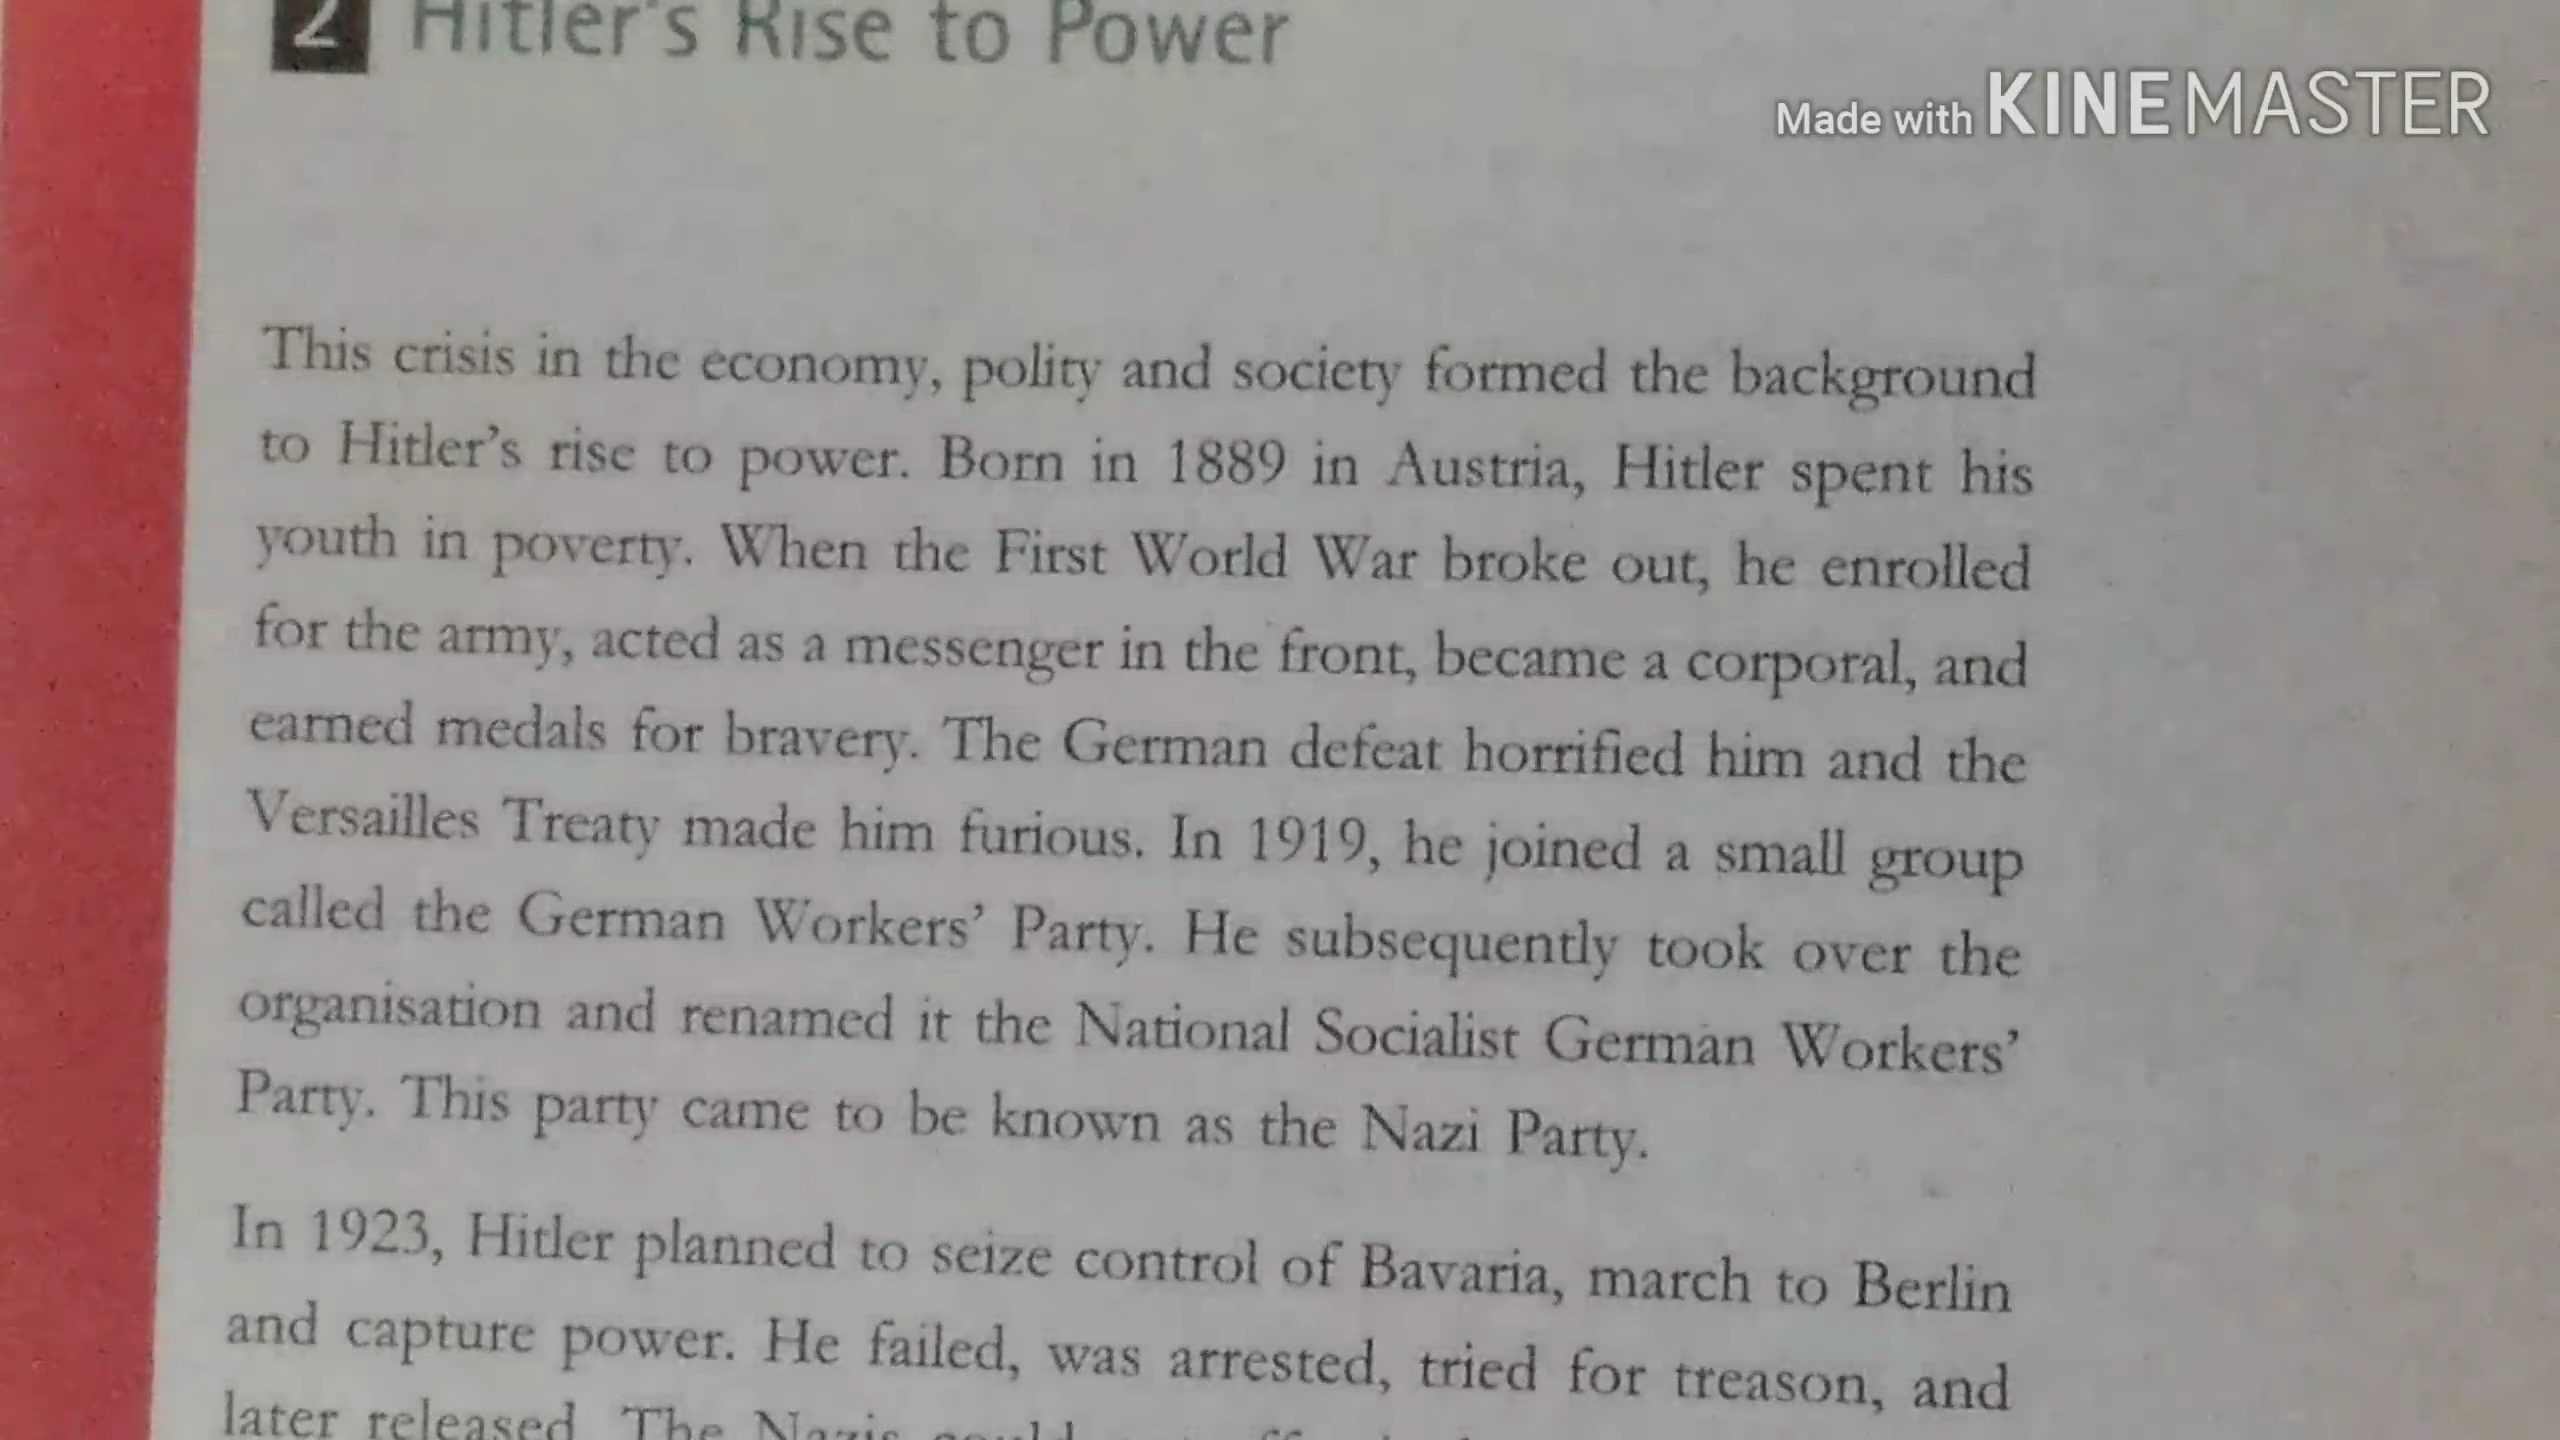 2 Hitler's Rise to Power
Made with KINEMASTER
This crisis in the economy, polity and society formed the background
to Hitler's rise to power. Born in 1889 in Austria, Hitler spent his
youth in poverty. When the First World War broke out, he enrolled
for the army, acted as a messenger in the front, became a corporal, and
earned medals for bravery. The German defeat horrified him and the
Versailles Treaty made him furious. In 1919, he joined a small group
called the German Workers' Party. He subsequently took over the
organisation and renamed it the National Socialist German Workers'
Party. This party came to be known as the Nazi Party.
In 1923, Hitler planned to seize control of Bavaria, march to Berlin
and capture power. He failed, was arrested, tried for treason, and
later released. The Nazis could